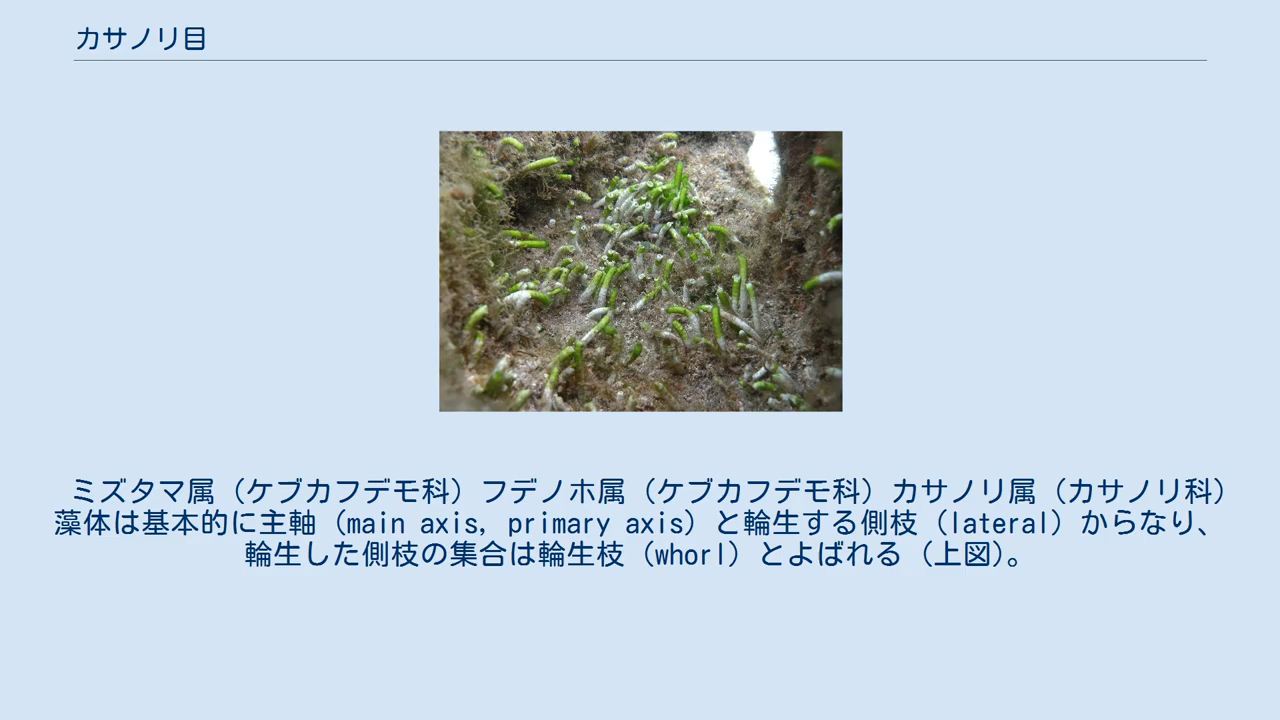 カサノリ目
ミズタマ属（ケブカフデモ科）フデノホ属（ケブカフデモ科）カサノリ属（カサノリ科）
藻体は基本的に主軸（main axis, primary axis）と輪生する側枝（lateral）からなり、
輪生した側枝の集合は輪生枝（whorl）とよばれる（上図）。